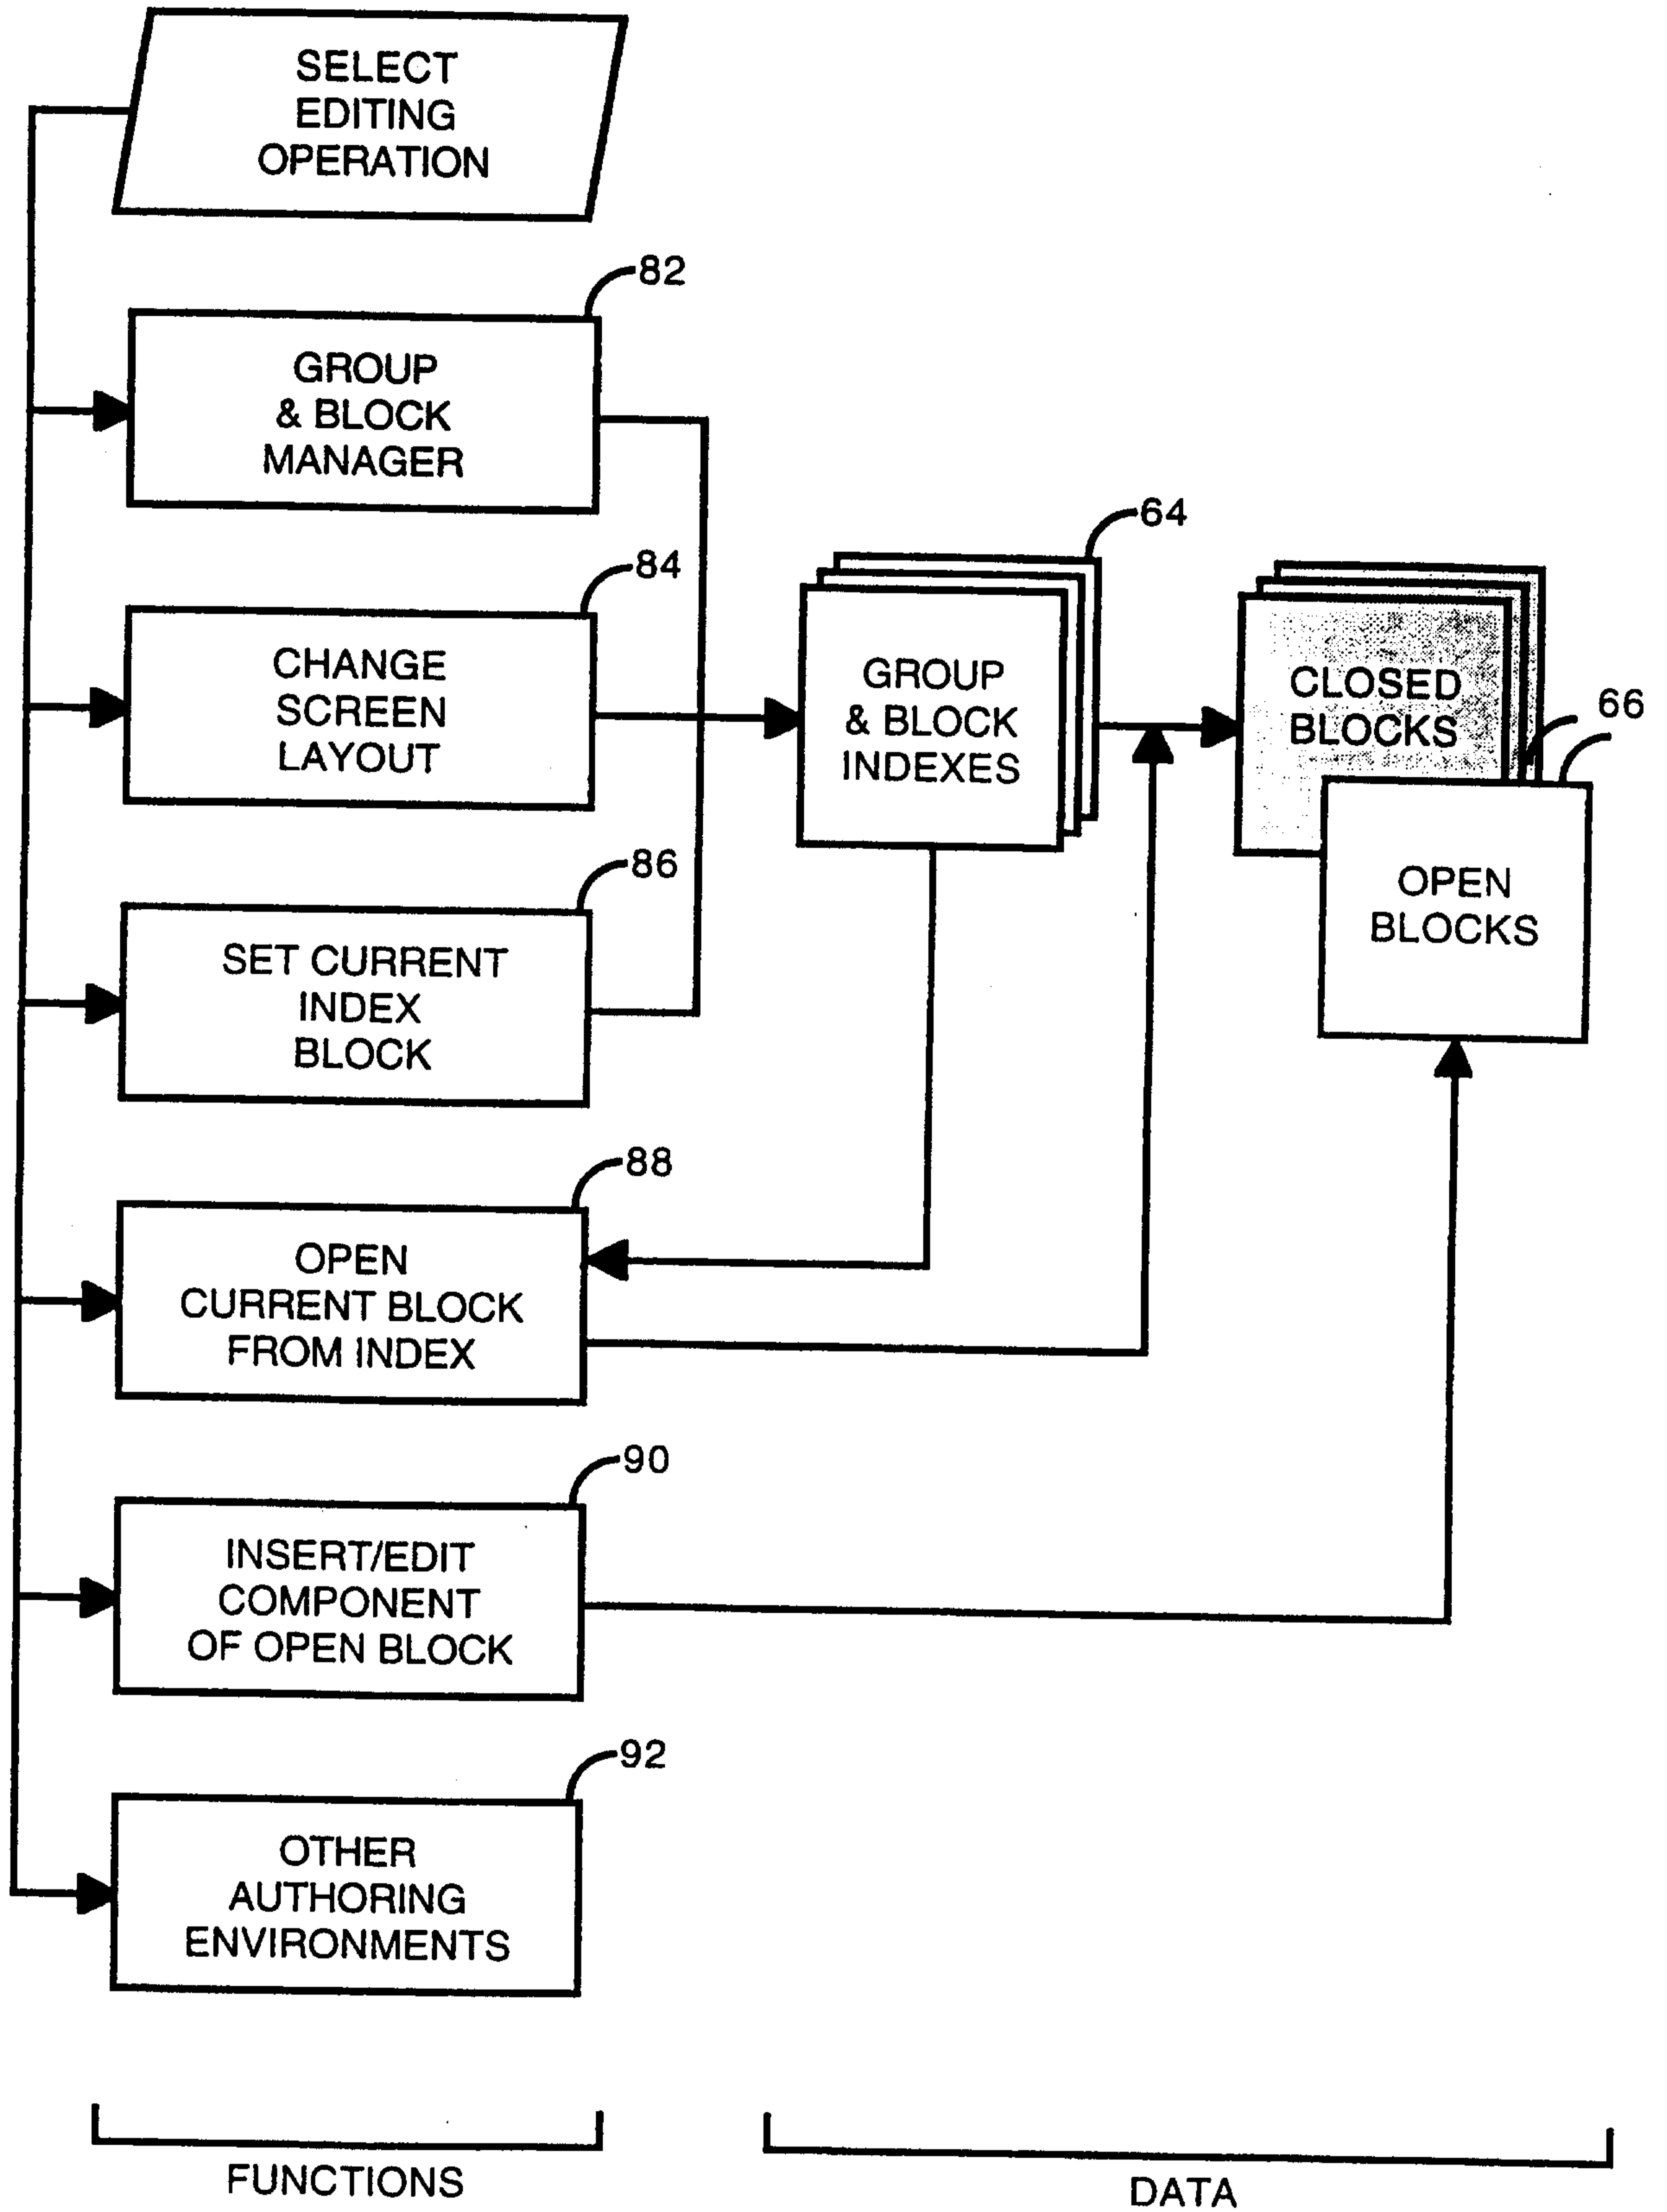 SELECT
EDITING
OPERATION
82
GROUP
& BLOCK
MANAGER
84
CHANGE
SCREEN
LAYOUT
86
SET CURRENT
INDEX
BLOCK
88
OPEN
CURRENT BLOCK
FROM INDEX
90
INSERT/EDIT
COMPONENT
OF OPEN BLOCK
92
OTHER
AUTHORING
ENVIRONMENTS
64
GROUP
& BLOCK
INDEXES
CLOSED
BLOCKS
66
OPEN
BLOCKS
FUNCTIONS
DATA